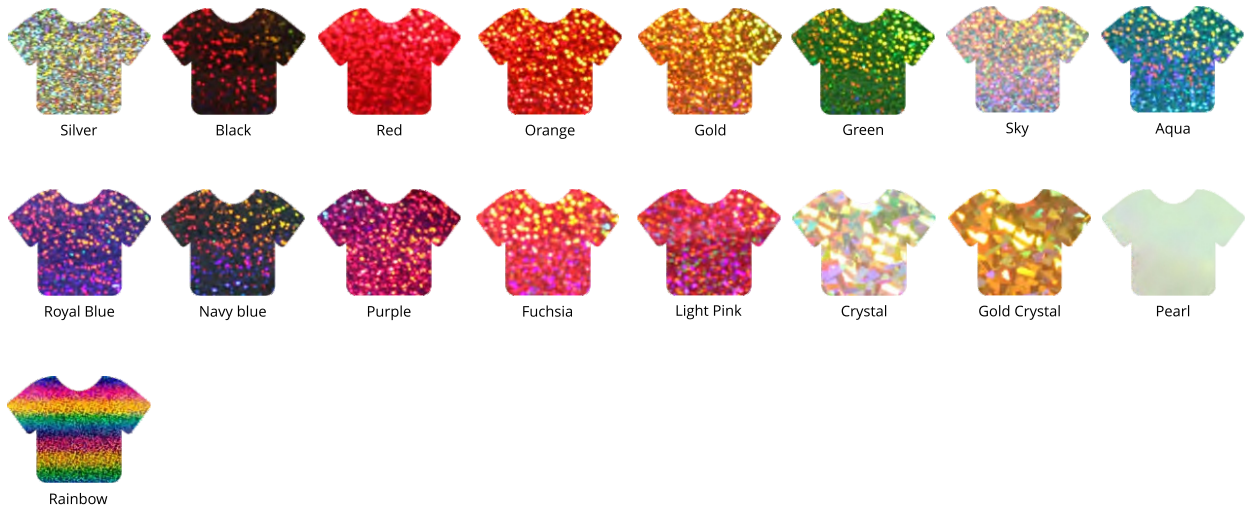 Silver
Black
Red
Orange
Gold
Green
Sky
Aqua
Royal Blue
Navy blue
Purple
Fuchsia
Light Pink
Crystal
Gold Crystal
Pearl
Rainbow